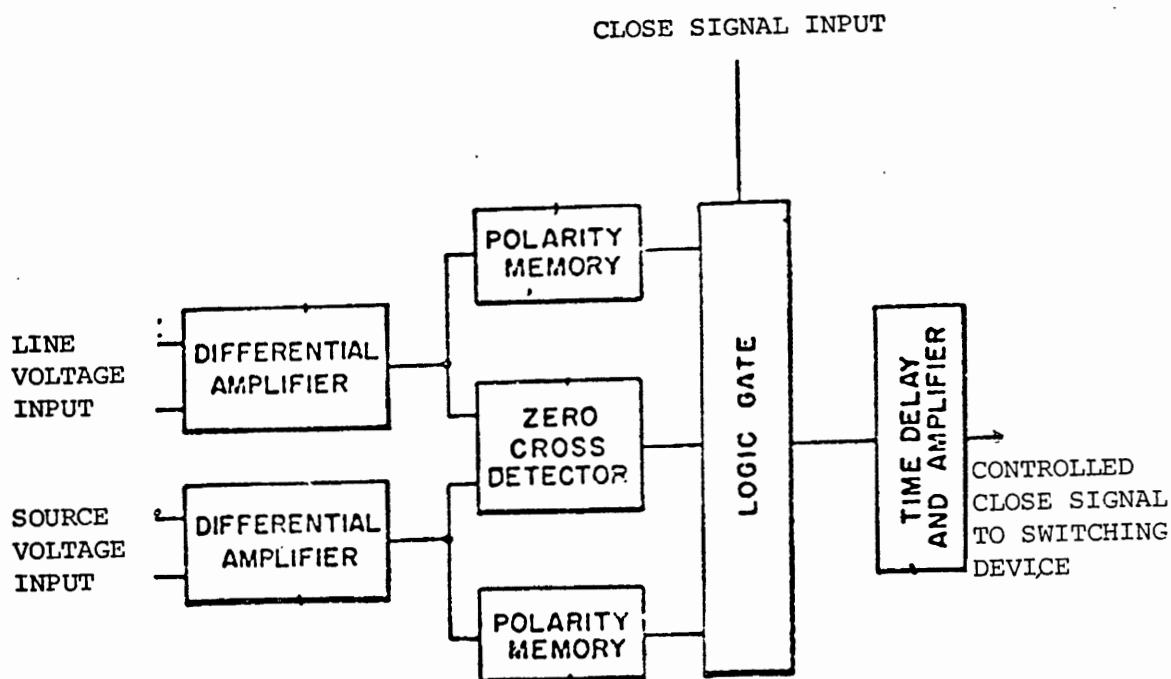 CLOSE SIGNAL INPUT
POLARITY
MEMORY
LINE
VOLTAGE
INPUT
DIFFERENTIAL
AMPLIFIER
ZERO
CROSS
DETECTOR
LOGIC GATE
TIME DELAY
AND AMPLIFIER
CONTROLLED
CLOSE SIGNAL
TO SWITCHING
DEVICE
SOURCE
VOLTAGE
INPUT
DIFFERENTIAL
AMPLIFIER
POLARITY
MEMORY